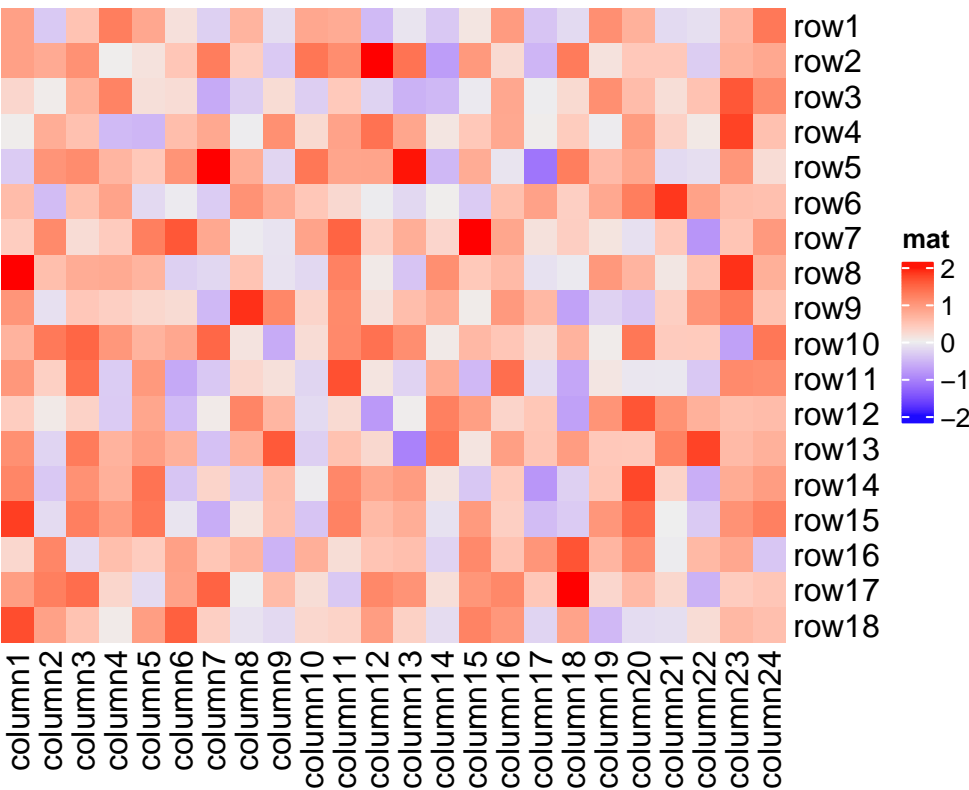 row1
row2
row3
row4
row5
row6
row7
row8
row9
row10
row11
row12
row13
row14
row15
row16
row17
row18
mat
2
1
0
−1
−2
column1
column2
column3
column4
column5
column6
column7
column8
column9
column10
column11
column12
column13
column14
column15
column16
column17
column18
column19
column20
column21
column22
column23
column24